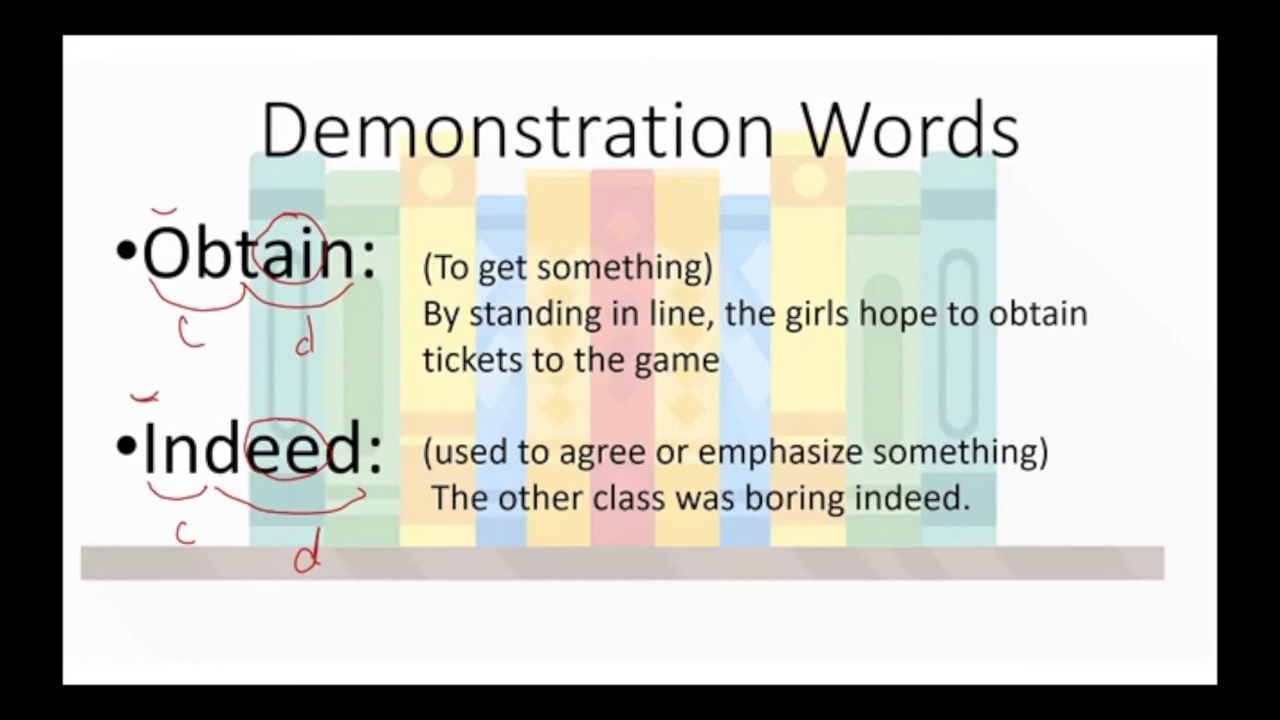 Demonstration Words
•Obtain:
(To get something)
By standing in line, the girls hope to obtain
tickets to the game
c d
•Indeed:
(used to agree or emphasize something)
The other class was boring indeed.
c d